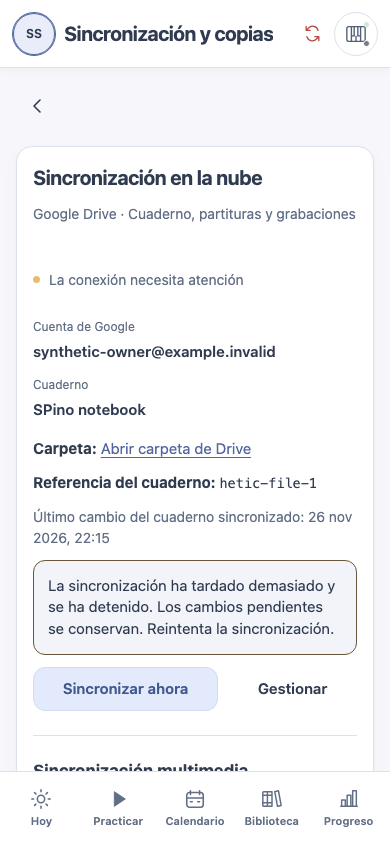 SS
Sincronización y copias
Sincronización en la nube
Google Drive · Cuaderno, partituras y grabaciones
La conexión necesita atención
Cuenta de Google
synthetic-owner@example.invalid
Cuaderno
SPino notebook
Carpeta: Abrir carpeta de Drive
Referencia del cuaderno: hetic-file-1
Último cambio del cuaderno sincronizado: 26 nov
2026, 22:15
La sincronización ha tardado demasiado y
se ha detenido. Los cambios pendientes
se conservan. Reintenta la sincronización.
Sincronizar ahora
Gestionar
Sincronización multimedia
Hoy
Practicar
Calendario
Biblioteca
Progreso